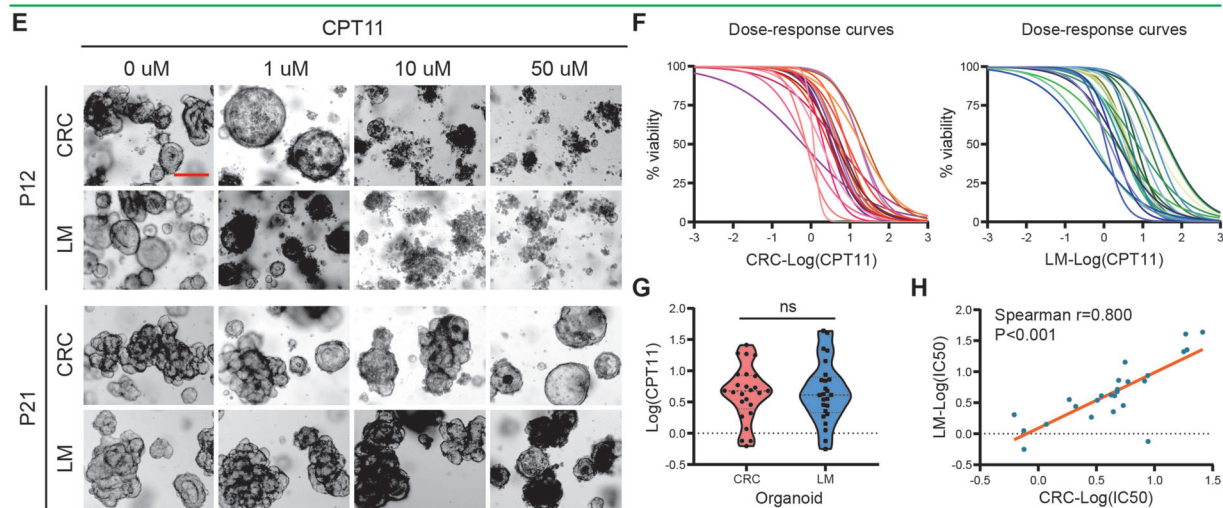 E
CPT11
0 uM 1 uM 10 uM 50 uM
P12
CRC
LM
P21
CRC
LM
F
Dose-response curves
% viability
100
75
50
25
0
-3 -2 -1 0 1 2 3
CRC-Log(CPT11)
Dose-response curves
% viability
100
75
50
25
0
-3 -2 -1 0 1 2 3
LM-Log(CPT11)
G
ns
Log(CPT11)
2.0
1.5
1.0
0.5
0.0
-0.5
CRC LM
Organoid
H
Spearman r=0.800
P<0.001
LM-Log(IC50)
2.0
1.5
1.0
0.5
0.0
-0.5
-0.5 0.0 0.5 1.0 1.5
CRC-Log(IC50)